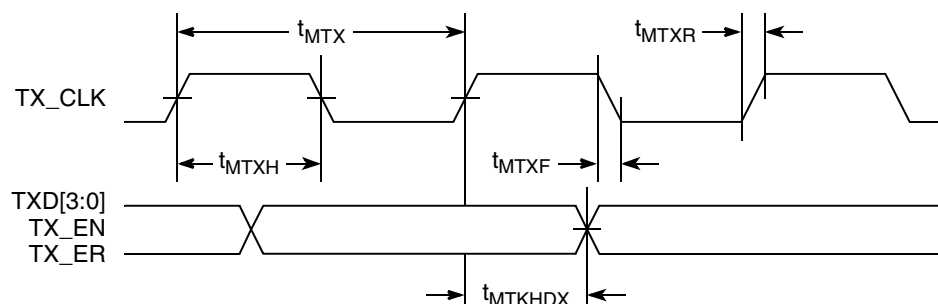 tMTX
tMTXR
TX_CLK
tMTXH
tMTXF
TXD[3:0]
TX_EN
TX_ER
tMTKHDX